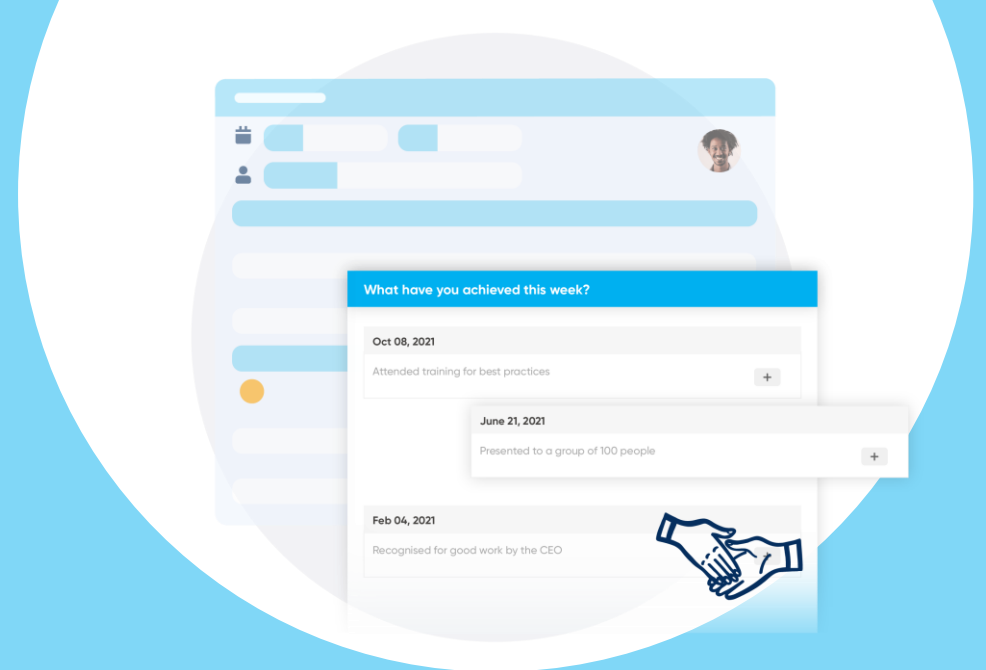 What have you achieved this week?
Oct 08, 2021
Attended training for best practices
+
June 21, 2021
Presented to a group of 100 people
+
Feb 04, 2021
Recognised for good work by the CEO